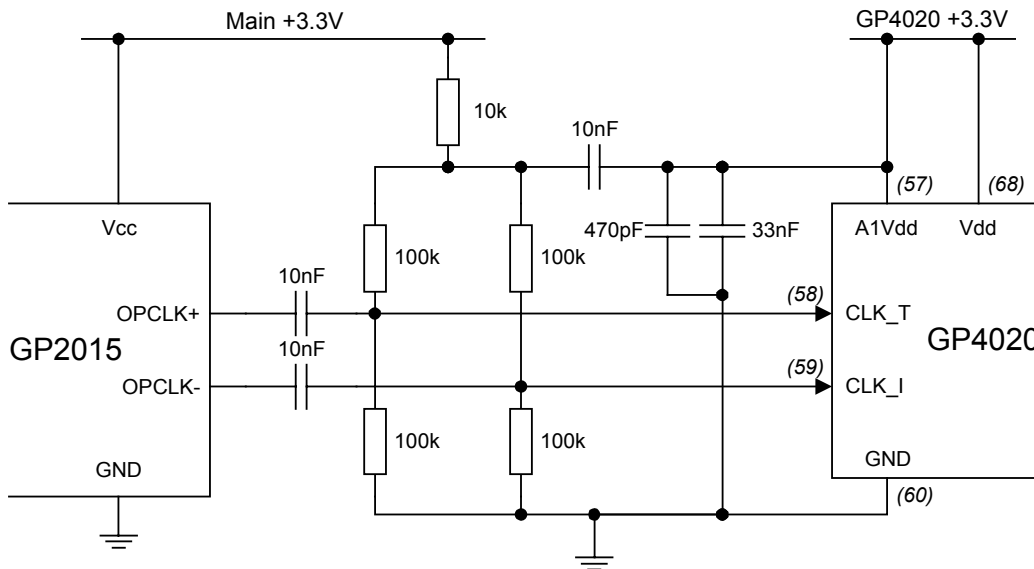 Main +3.3V
GP4020 +3.3V
10k
10nF
(57)
(68)
Vcc
470pF
33nF
A1Vdd
Vdd
100k
100k
10nF
(58)
OPCLK+
CLK_T
GP2015
GP4020
10nF
(59)
OPCLK-
CLK_I
100k
100k
GND
GND
(60)